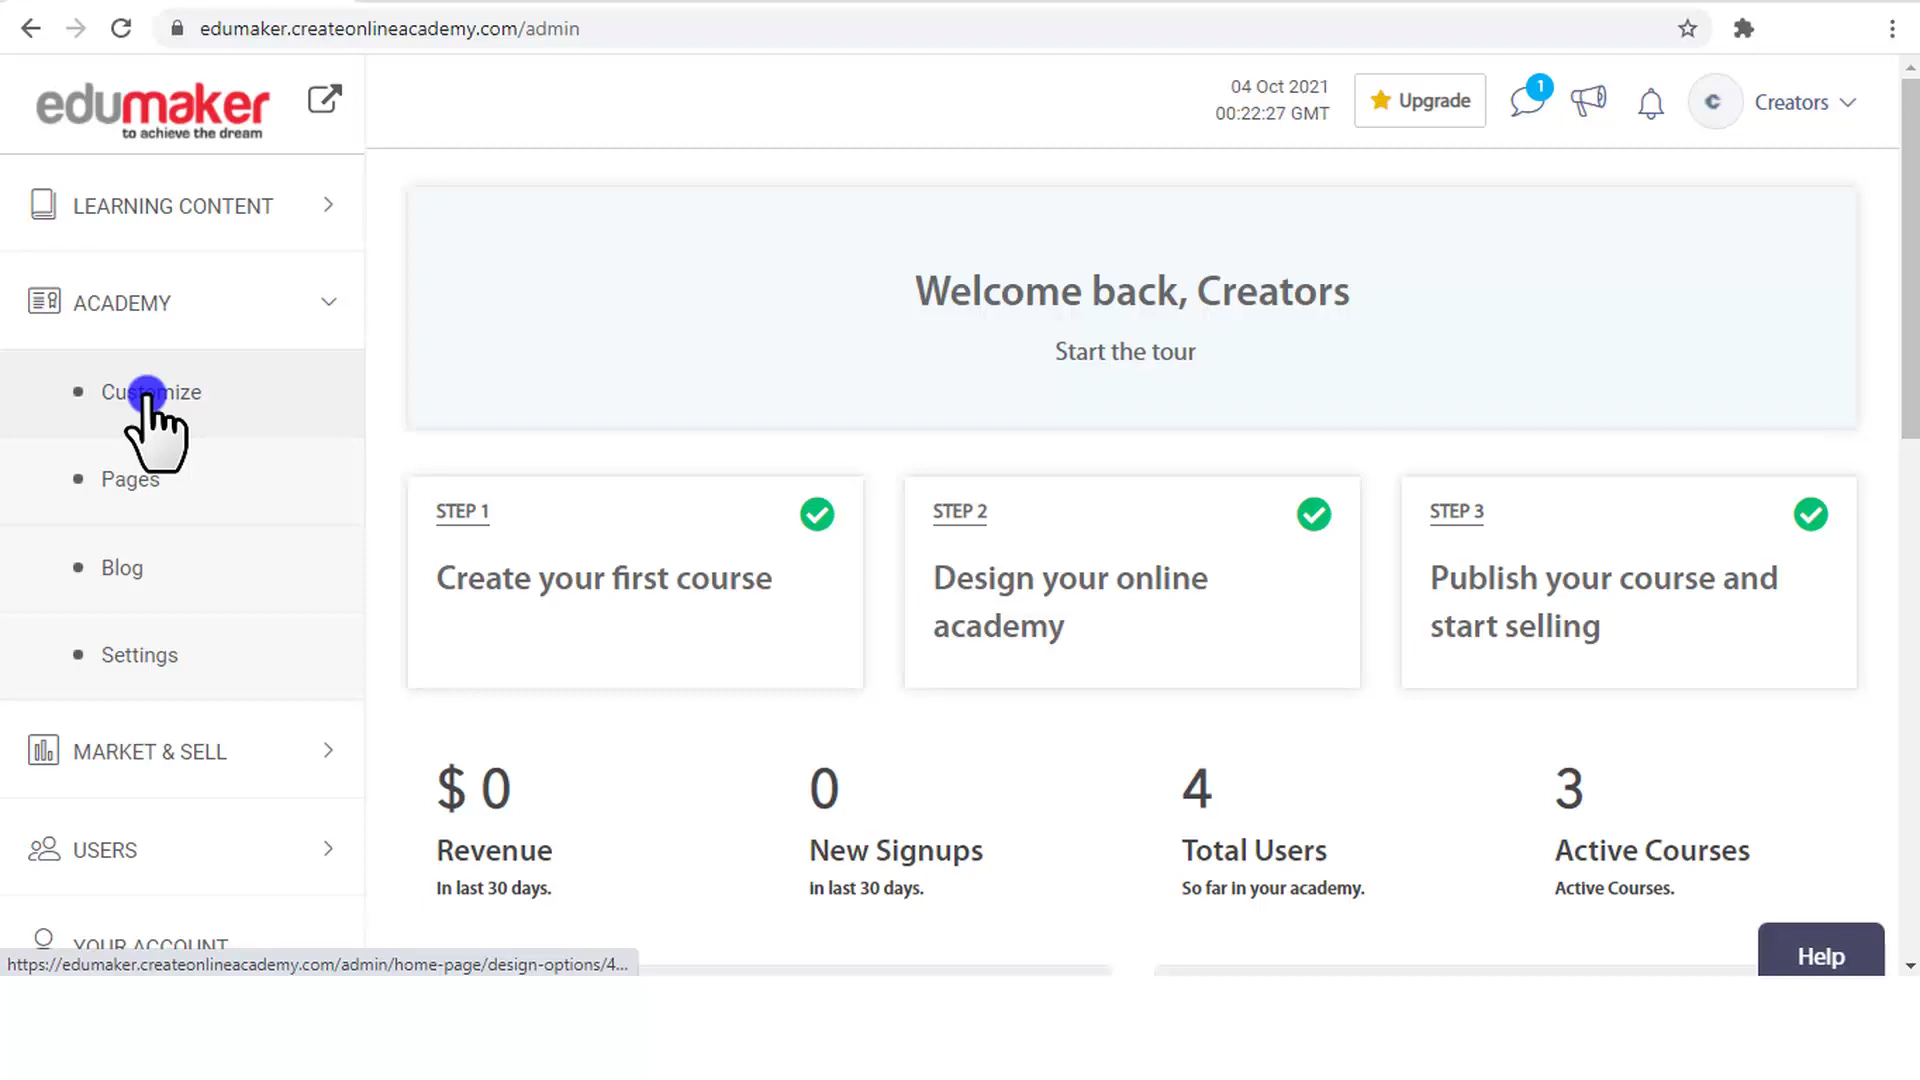 edumaker.createonlineacademy.com/admin
edumaker
to achieve the dream
04 Oct 2021
00:22:27 GMT
Upgrade
1
C
Creators
LEARNING CONTENT
ACADEMY
Customize
Pages
Blog
Settings
MARKET & SELL
USERS
YOUR ACCOUNT
https://edumaker.createonlineacademy.com/admin/home-page/design-options/4...
Welcome back, Creators
Start the tour
STEP 1
Create your first course
STEP 2
Design your online
academy
STEP 3
Publish your course and
start selling
$ 0
Revenue
In last 30 days.
0
New Signups
In last 30 days.
4
Total Users
So far in your academy.
3
Active Courses
Active Courses.
Help